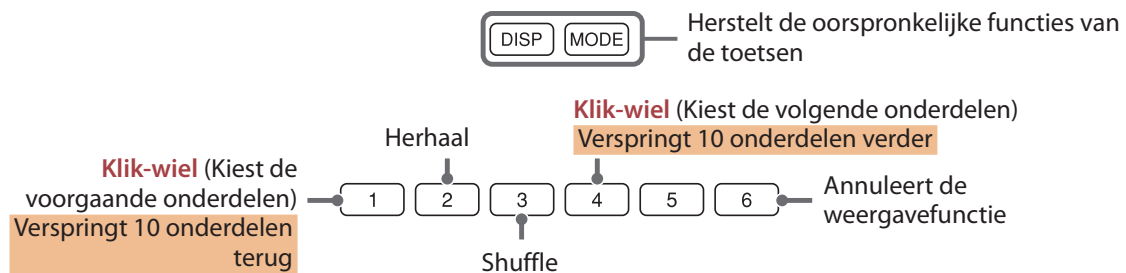 DISP MODE
Herstelt de oorspronkelijke functies van
de toetsen
Klik-wiel (Kiest de volgende onderdelen)
Verspringt 10 onderdelen verder
Herhaal
Klik-wiel (Kiest de
voorgaande onderdelen)
Verspringt 10 onderdelen
terug
1 2 3 4 5 6
Annuleert de
weergavefunctie
Shuffle